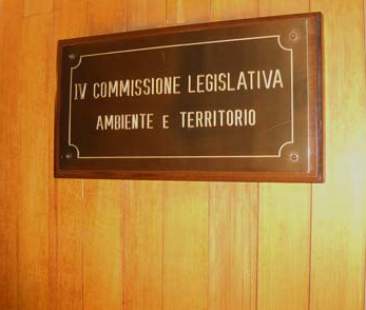 IV COMMISSIONE LEGISLATIVA
AMBIENTE E TERRITORIO